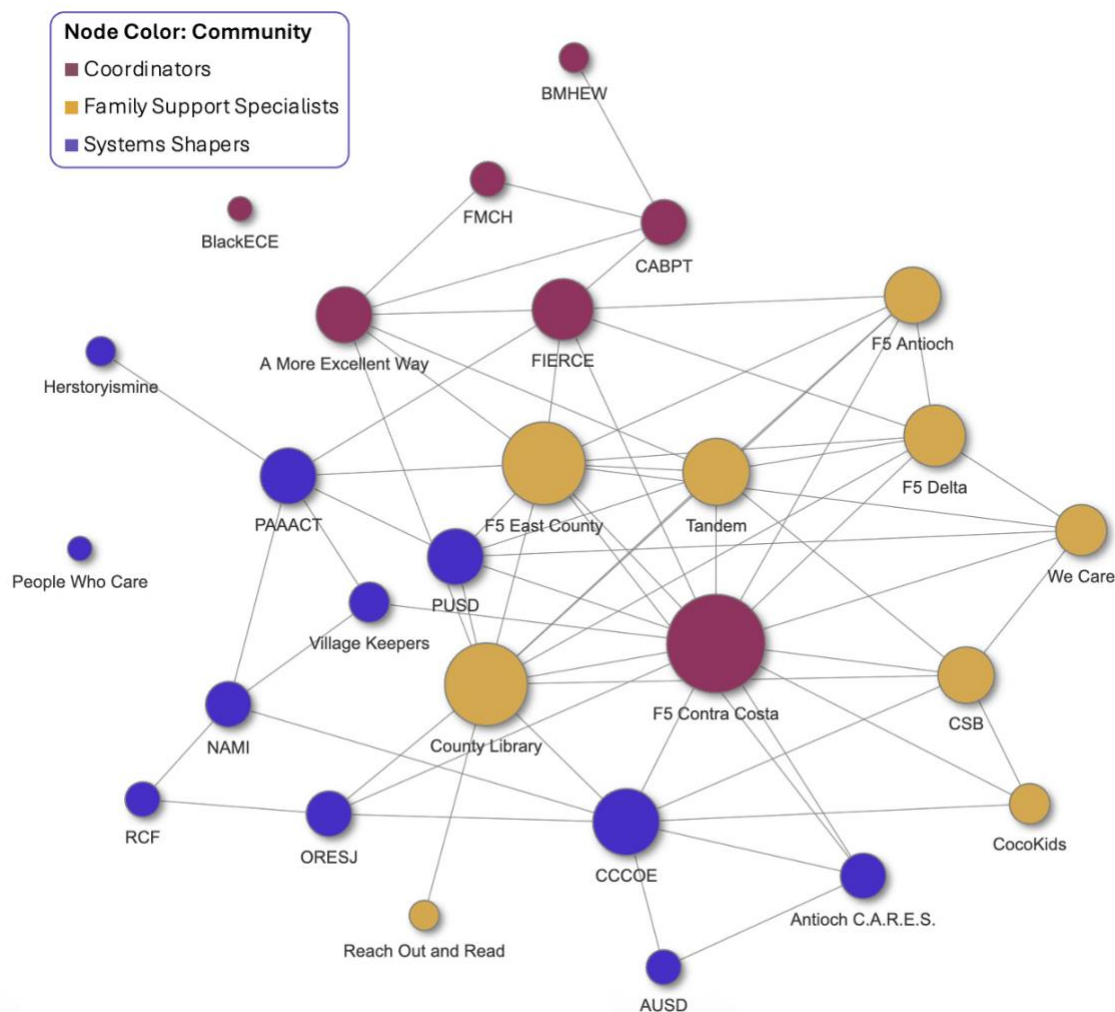 Node Color: Community
Coordinators
Family Support Specialists
Systems Shapers
BMHEW
FMCH
BlackECE
CABPT
F5 Antioch
A More Excellent Way
FIERCE
Herstoryismine
F5 Delta
PAAACT
F5 East County
Tandem
People Who Care
We Care
PUSD
Village Keepers
F5 Contra Costa
CSB
NAMI
County Library
RCF
ORESJ
CCCOE
CocoKids
Antioch C.A.R.E.S.
Reach Out and Read
AUSD